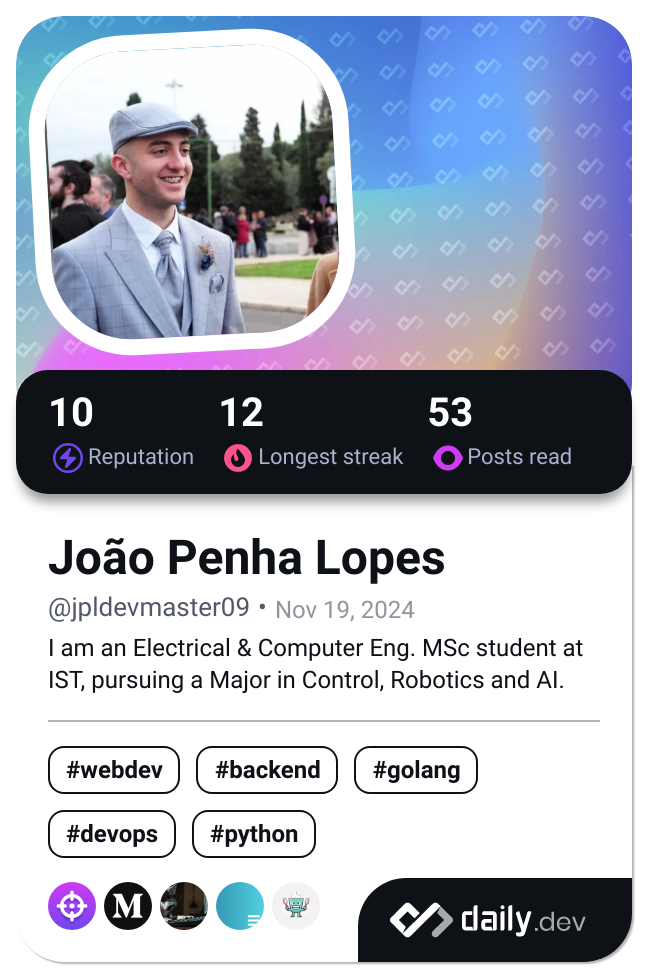 10 12 53
Reputation Longest streak Posts read
João Penha Lopes
@jpldevmaster09 • Nov 19, 2024
I am an Electrical & Computer Eng. MSc student at
IST, pursuing a Major in Control, Robotics and AI.
#webdev #backend #golang
#devops #python
M
daily.dev